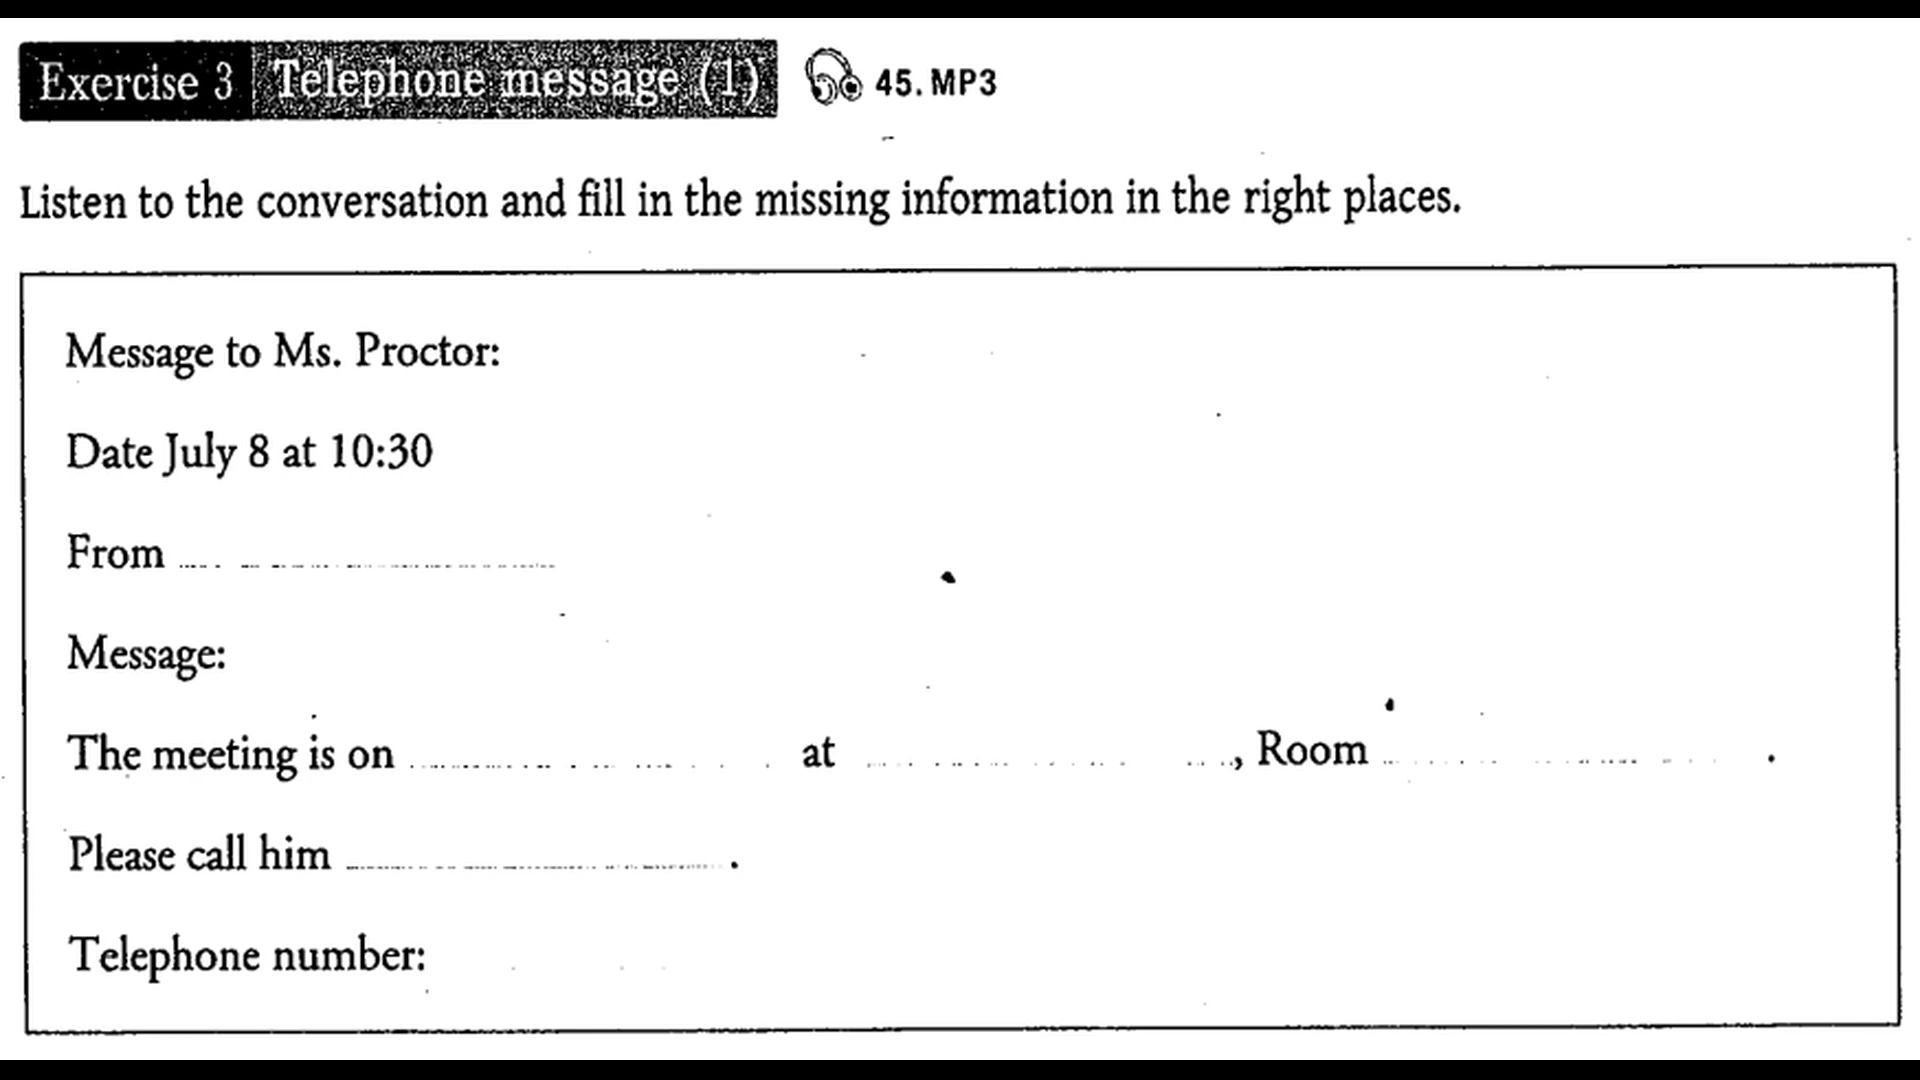 Exercise 3 Telephone message (1) 45. MP3
Listen to the conversation and fill in the missing information in the right places.
Message to Ms. Proctor:
Date July 8 at 10:30
From ..............................
Message:
The meeting is on .............................. at .............................., Room .............................. .
Please call him .............................. .
Telephone number: